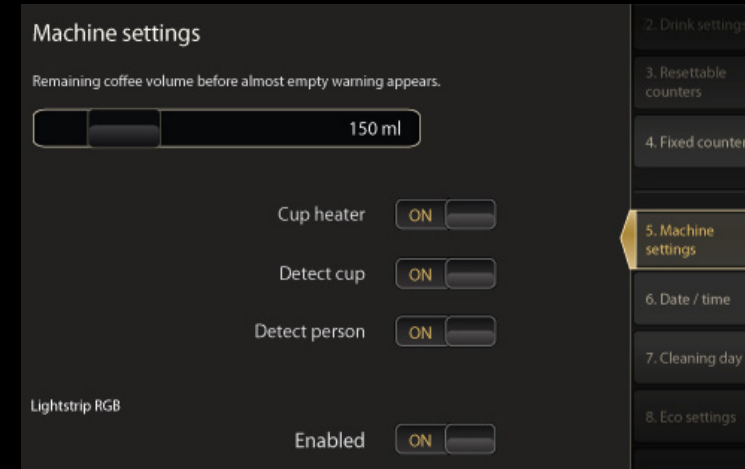 Machine settings
Remaining coffee volume before almost empty warning appears.
150 ml
Cup heater ON
Detect cup ON
Detect person ON
Lightstrip RGB
Enabled ON
2. Drink settings
3. Resettable
counters
4. Fixed counter
5. Machine
settings
6. Date / time
7. Cleaning day
8. Eco settings